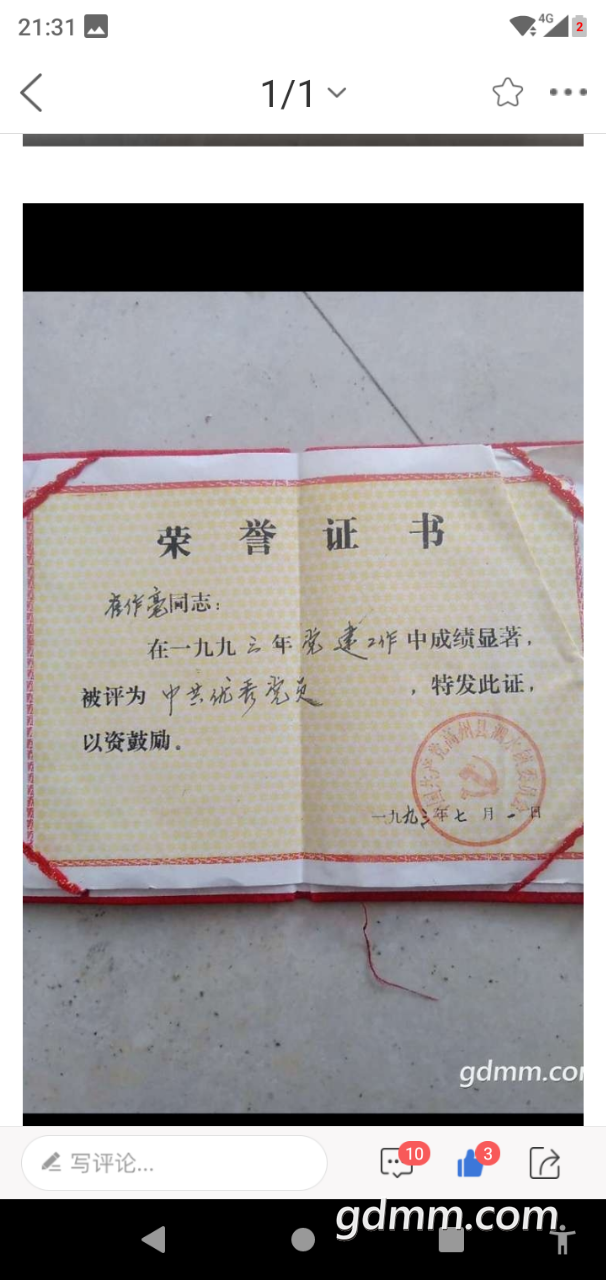 21:31
4G
2
1/1
荣誉证书
作亮同志：
在一九九三年党建工作中成绩显著，
被评为中共优秀党员，特发此证，
以资鼓励。
一九九三年七月一日
gdmm.co
写评论...
10
3
gdmm.com